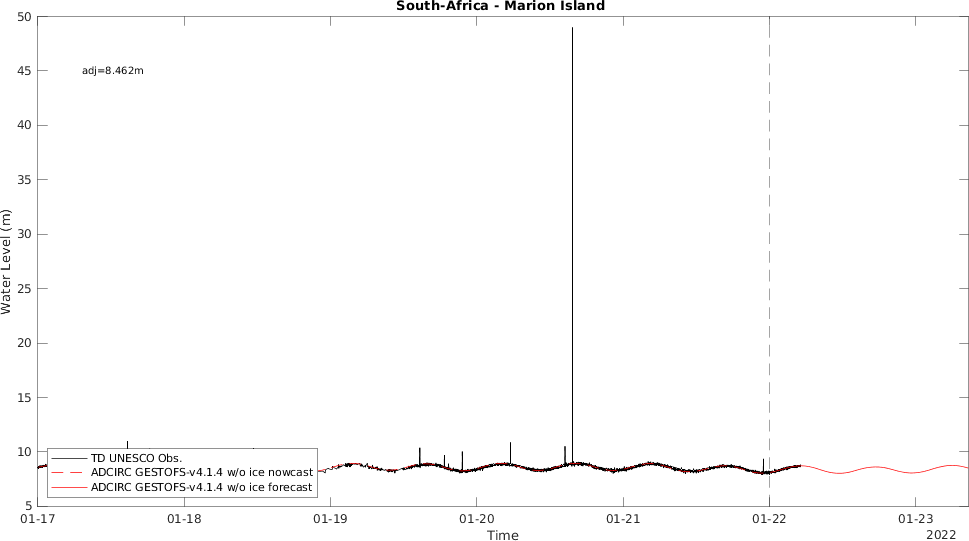 South-Africa - Marion Island
50
45
40
35
30
25
20
15
10
5
adj=8.462m
Water Level (m)
TD UNESCO Obs.
ADCIRC GESTOFS-v4.1.4 w/o ice nowcast
ADCIRC GESTOFS-v4.1.4 w/o ice forecast
01-17 01-18 01-19 01-20 01-21 01-22 01-23
Time
2022